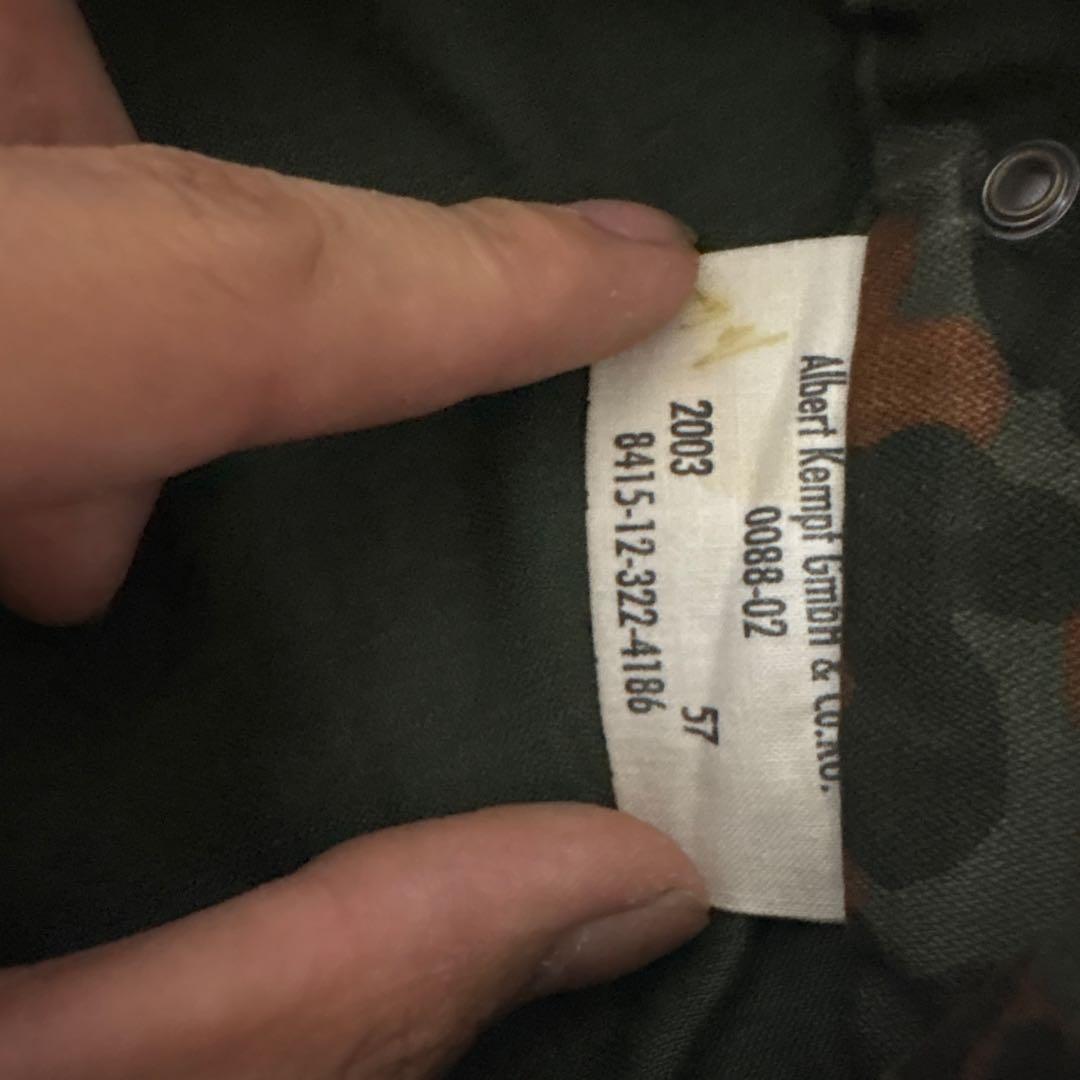 Albert Kempf GmbH & Co.KG.
0088-02
2003 57
8415-12-322-4186